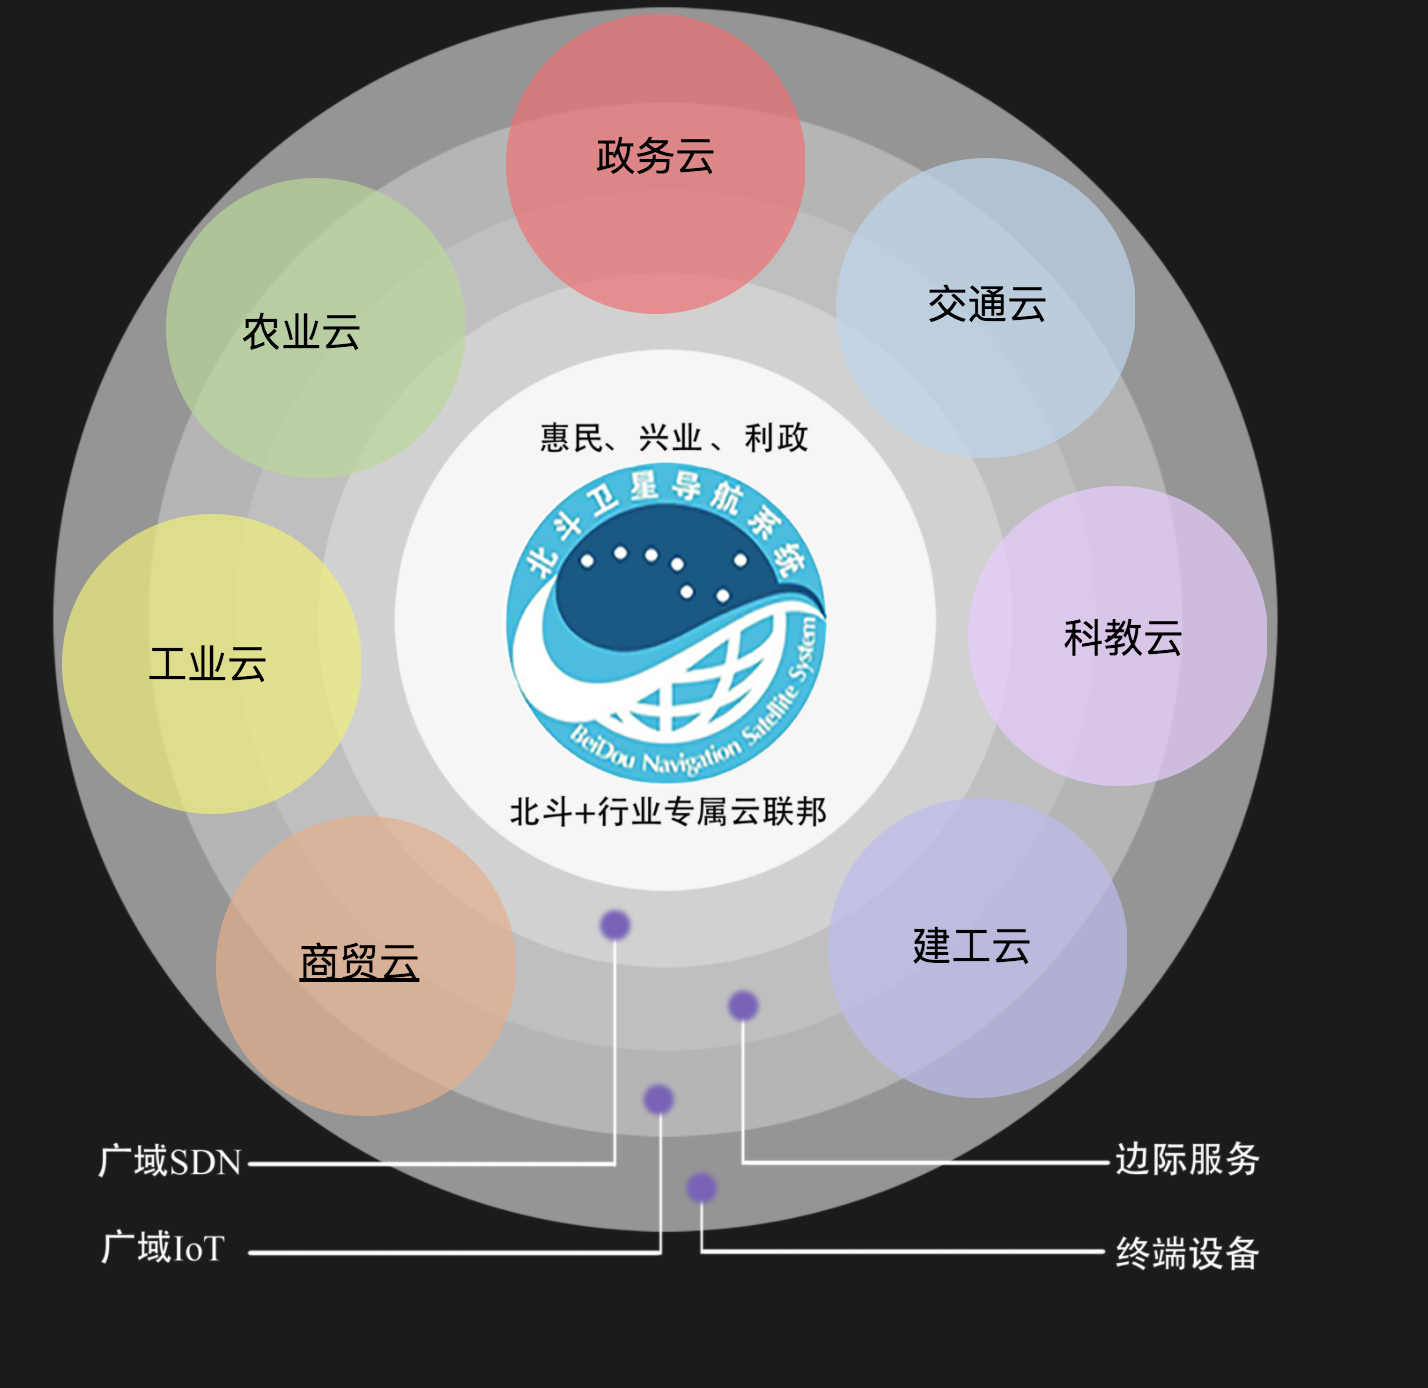 政务云
交通云
农业云
惠民、兴业、利政
北斗卫星导航系统
BeiDou Navigation Satellite System
科教云
工业云
北斗+行业专属云联邦
建工云
商贸云
广域SDN
边际服务
广域IoT
终端设备